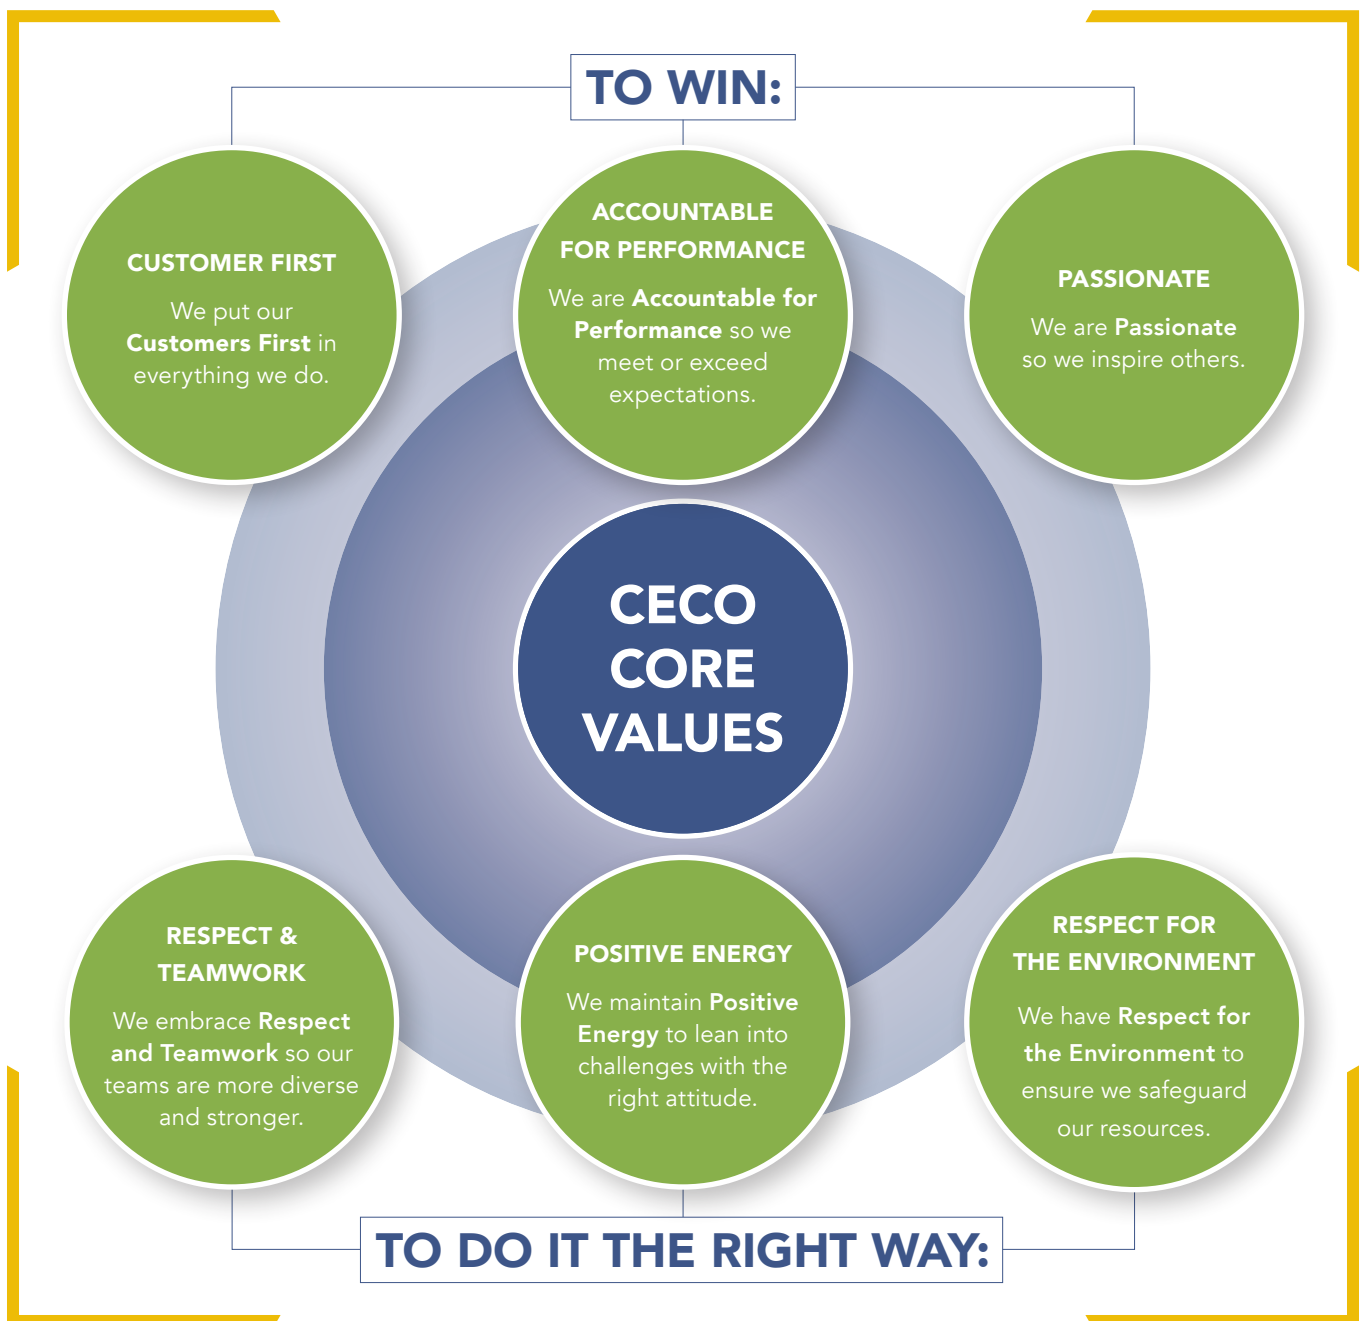 TO WIN:
CUSTOMER FIRST
We put our
Customers First in
everything we do.
ACCOUNTABLE
FOR PERFORMANCE
We are Accountable for
Performance so we
meet or exceed
expectations.
PASSIONATE
We are Passionate
so we inspire others.
CECO
CORE
VALUES
RESPECT &
TEAMWORK
We embrace Respect
and Teamwork so our
teams are more diverse
and stronger.
POSITIVE ENERGY
We maintain Positive
Energy to lean into
challenges with the
right attitude.
RESPECT FOR
THE ENVIRONMENT
We have Respect for
the Environment to
ensure we safeguard
our resources.
TO DO IT THE RIGHT WAY: